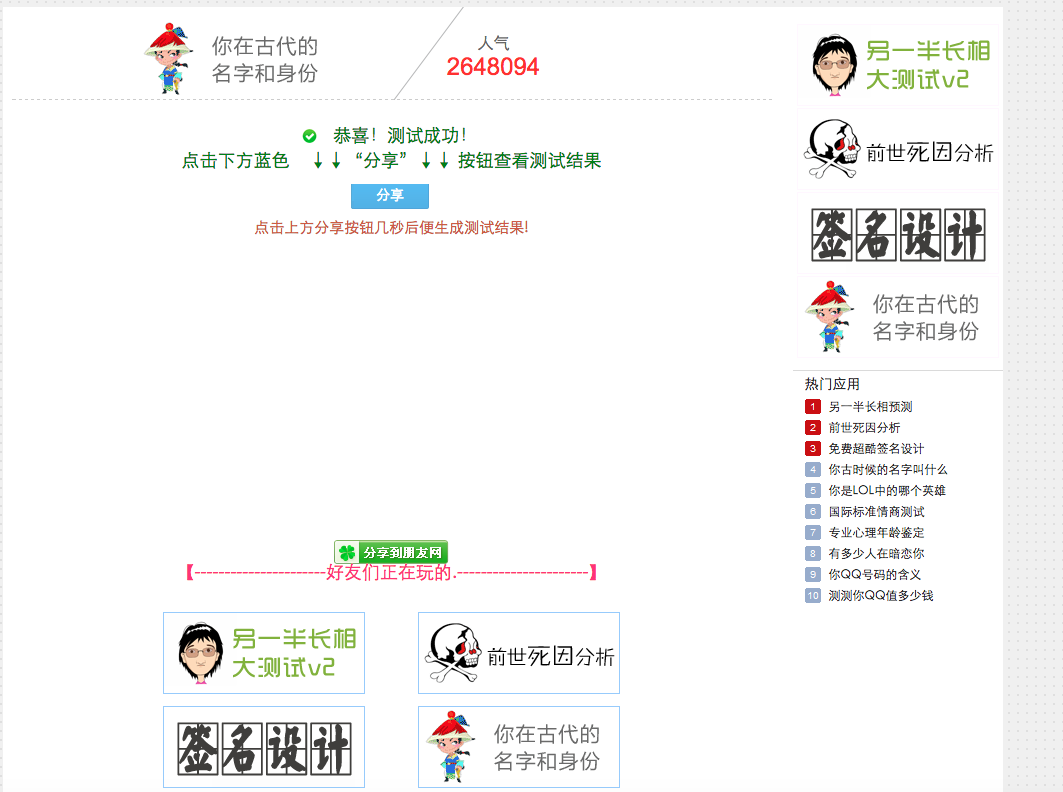 你在古代的
名字和身份
人气
2648094
恭喜！测试成功！
点击下方蓝色 ↓↓ “分享” ↓↓ 按钮查看测试结果
分享
点击上方分享按钮几秒后便生成测试结果!
分享到朋友网
【----------------------好友们正在玩的.----------------------】
另一半长相
大测试v2
前世死因分析
签名设计
你在古代的
名字和身份
另一半长相
大测试v2
前世死因分析
签名设计
你在古代的
名字和身份
热门应用
1 另一半长相预测
2 前世死因分析
3 免费超酷签名设计
4 你古时候的名字叫什么
5 你是LOL中的哪个英雄
6 国际标准情商测试
7 专业心理年龄鉴定
8 有多少人在暗恋你
9 你QQ号码的含义
10 测测你QQ值多少钱